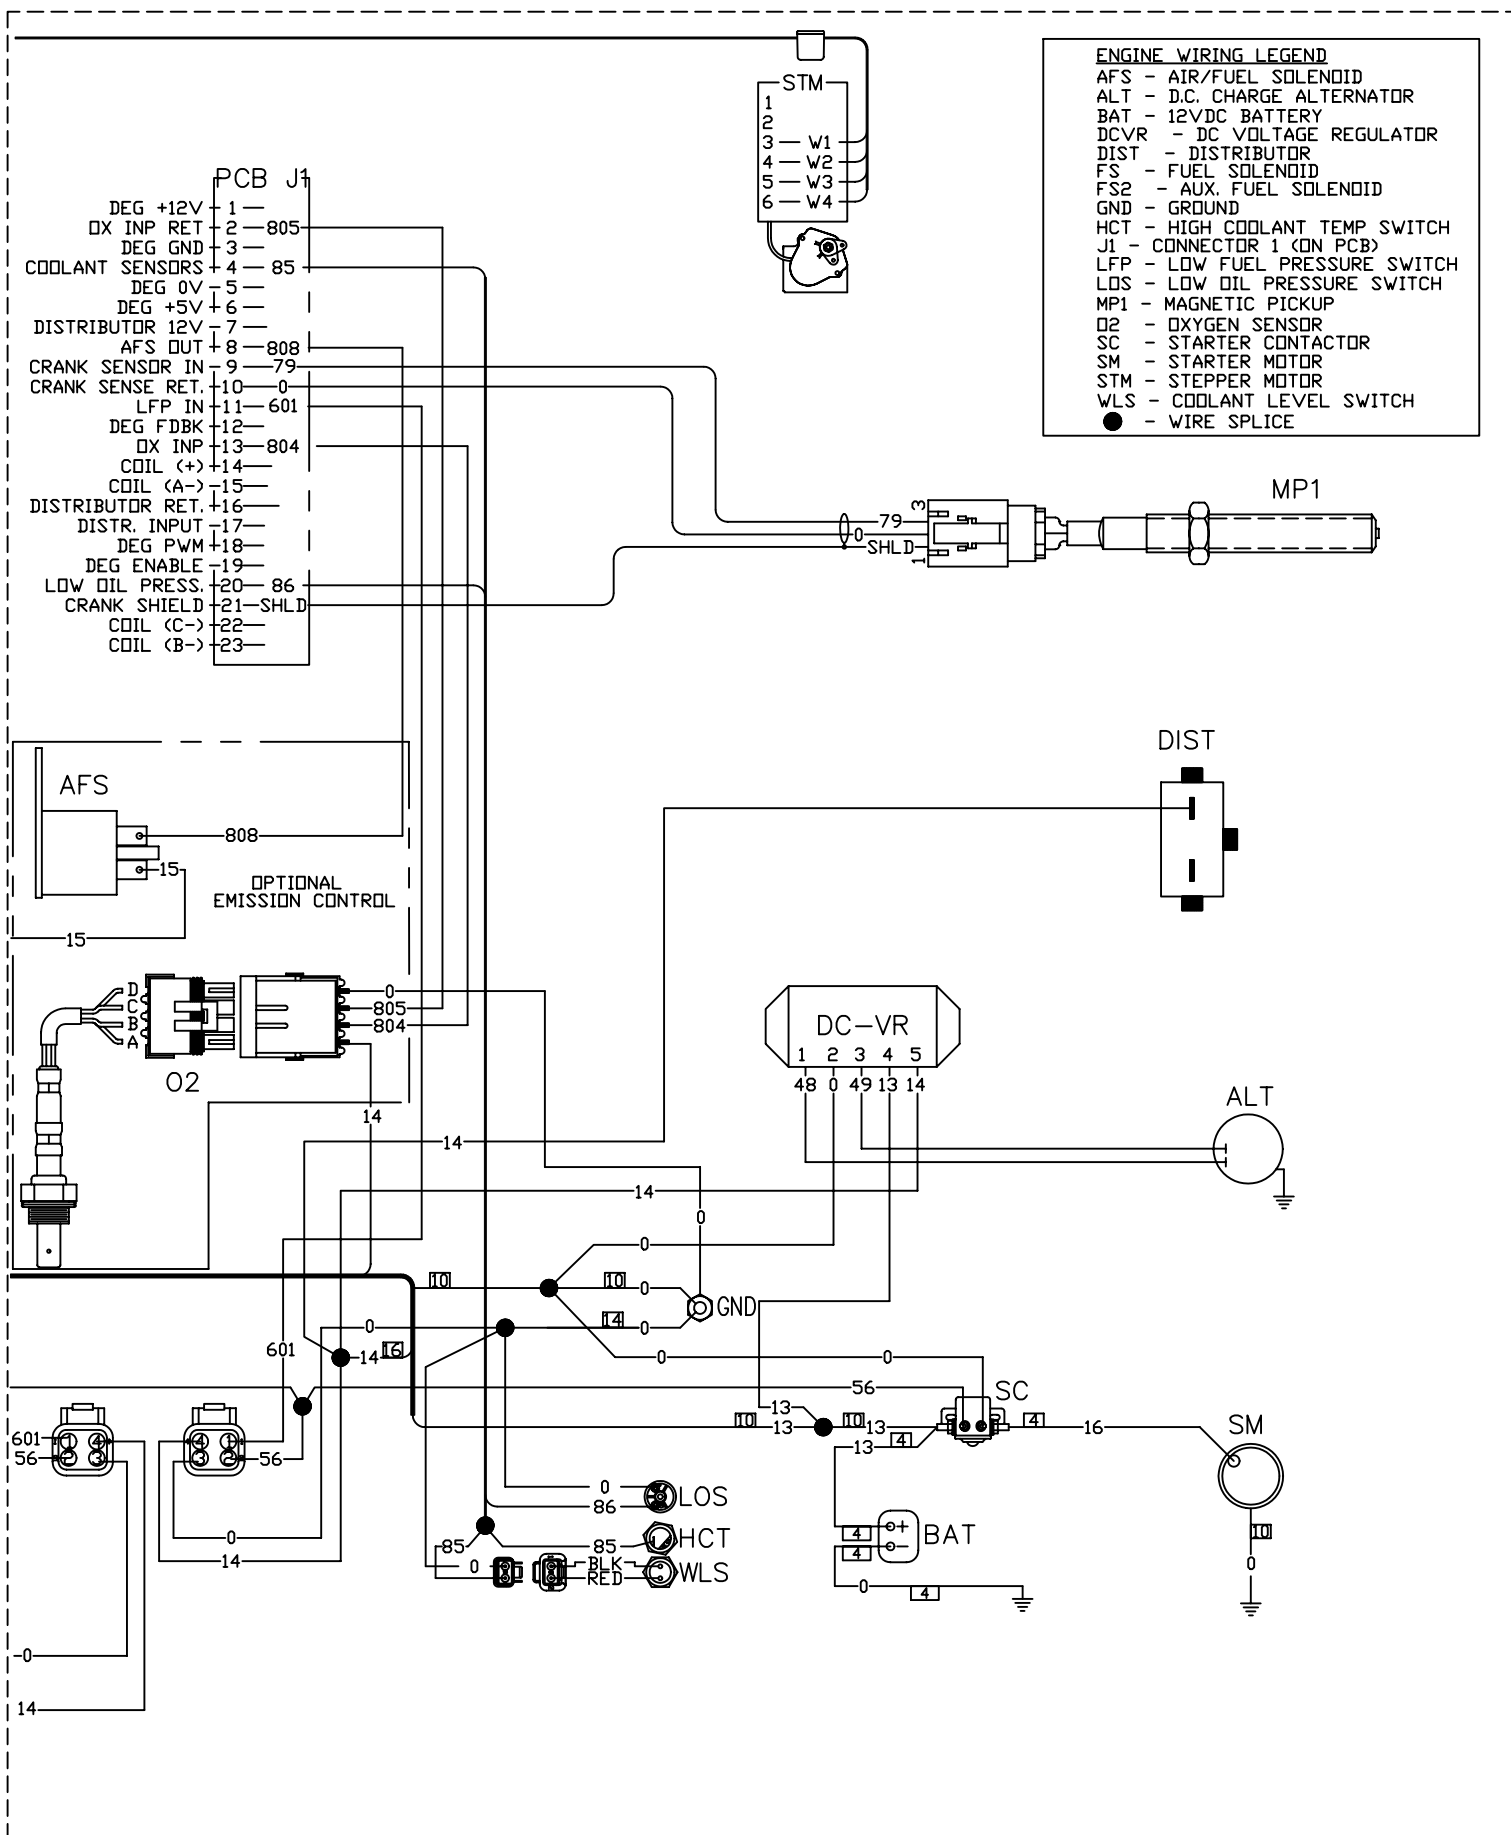 ENGINE WIRING LEGEND
AFS - AIR/FUEL SOLENOID
ALT - D.C. CHARGE ALTERNATOR
BAT - 12VDC BATTERY
DCVR - DC VOLTAGE REGULATOR
DIST - DISTRIBUTOR
FS - FUEL SOLENOID
FS2 - AUX. FUEL SOLENOID
GND - GROUND
HCT - HIGH COOLANT TEMP SWITCH
J1 - CONNECTOR 1 (ON PCB)
LFP - LOW FUEL PRESSURE SWITCH
LOS - LOW OIL PRESSURE SWITCH
MP1 - MAGNETIC PICKUP
O2 - OXYGEN SENSOR
SC - STARTER CONTACTOR
SM - STARTER MOTOR
STM - STEPPER MOTOR
WLS - COOLANT LEVEL SWITCH
- WIRE SPLICE
STM
1
2
3 W1
4 W2
5 W3
6 W4
PCB J1
DEG +12V 1
OX INP RET 2 805
DEG GND 3
COOLANT SENSORS 4 85
DEG 0V 5
DEG +5V 6
DISTRIBUTOR 12V 7
AFS OUT 8 808
CRANK SENSOR IN 9 79
CRANK SENSE RET. 10 0
LFP IN 11 601
DEG FDBK 12
OX INP 13 804
COIL (+) 14
COIL (A-) 15
DISTRIBUTOR RET. 16
DISTR. INPUT 17
DEG PWM 18
DEG ENABLE 19
LOW OIL PRESS. 20 86
CRANK SHIELD 21 SHLD
COIL (C-) 22
COIL (B-) 23
MP1
3
79
0
SHLD
1
DIST
AFS
808
15
OPTIONAL
EMISSION CONTROL
15
D
C
B
A
0
805
804
O2
14
DC-VR
1 2 3 4 5
48 0 49 13 14
ALT
14
14
0
0
10
10 0
GND
0
14 0
601
14 16
0 0
56
SC
13
10 13
10 13
4 16
SM
13 4
601 1 4
56 2 3
4 1
3 2 56
0
14
0
86
LOS
85
85
HCT
0
BLK
RED
WLS
4 +
4 -
BAT
0 4
10
0
0
14